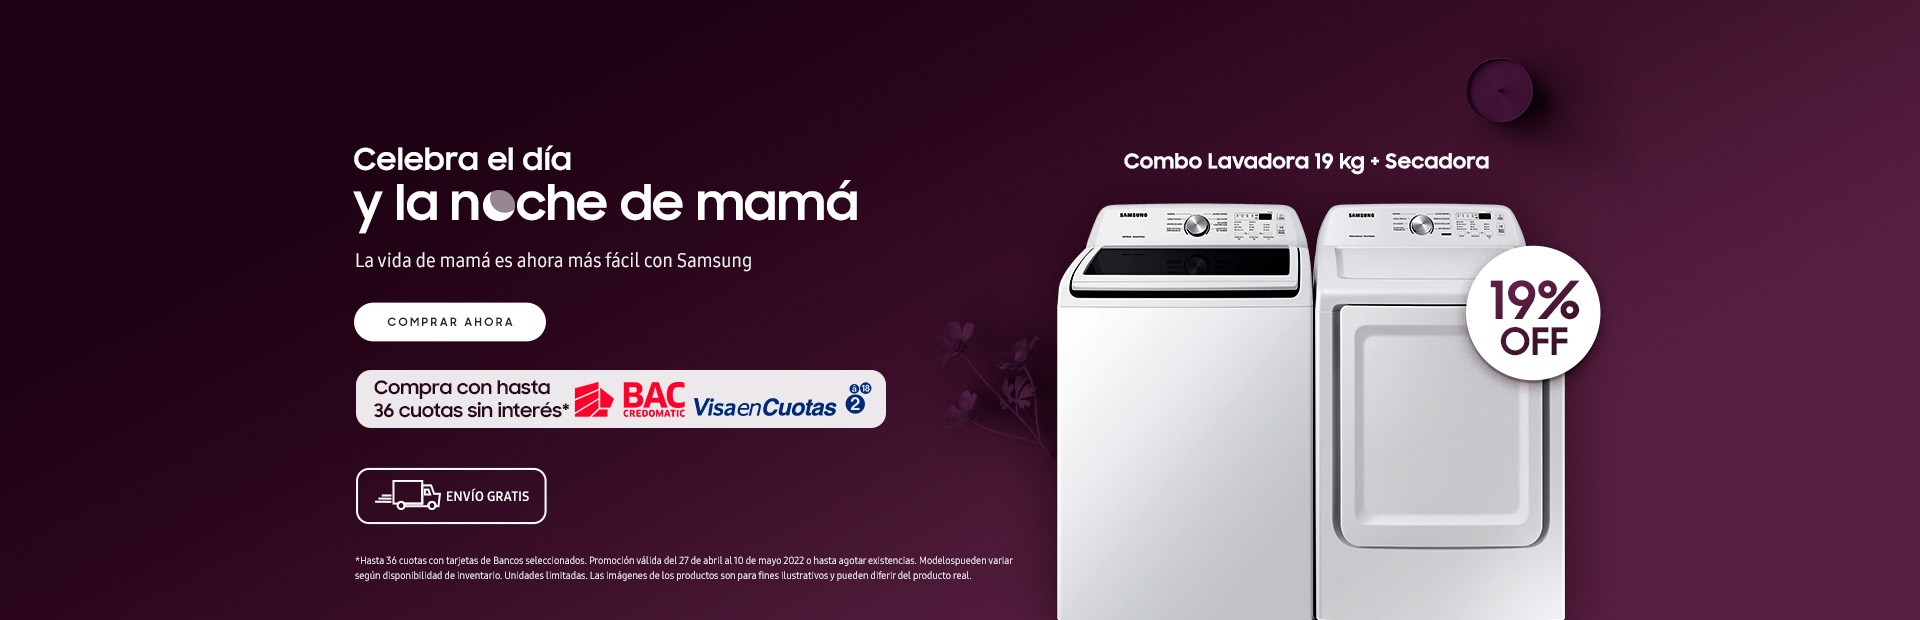 Celebra el día
y la noche de mamá
La vida de mamá es ahora más fácil con Samsung
COMPRAR AHORA
Compra con hasta
36 cuotas sin interés*
BAC
CREDOMATIC
VisaenCuotas
2
18
ENVÍO GRATIS
*Hasta 36 cuotas con tarjetas de Bancos seleccionados. Promoción válida del 27 de abril al 10 de mayo 2022 o hasta agotar existencias. Modelospueden variar
según disponibilidad de inventario. Unidades limitadas. Las imágenes de los productos son para fines ilustrativos y pueden diferir del producto real.
Combo Lavadora 19 kg + Secadora
SAMSUNG
SAMSUNG
19%
OFF